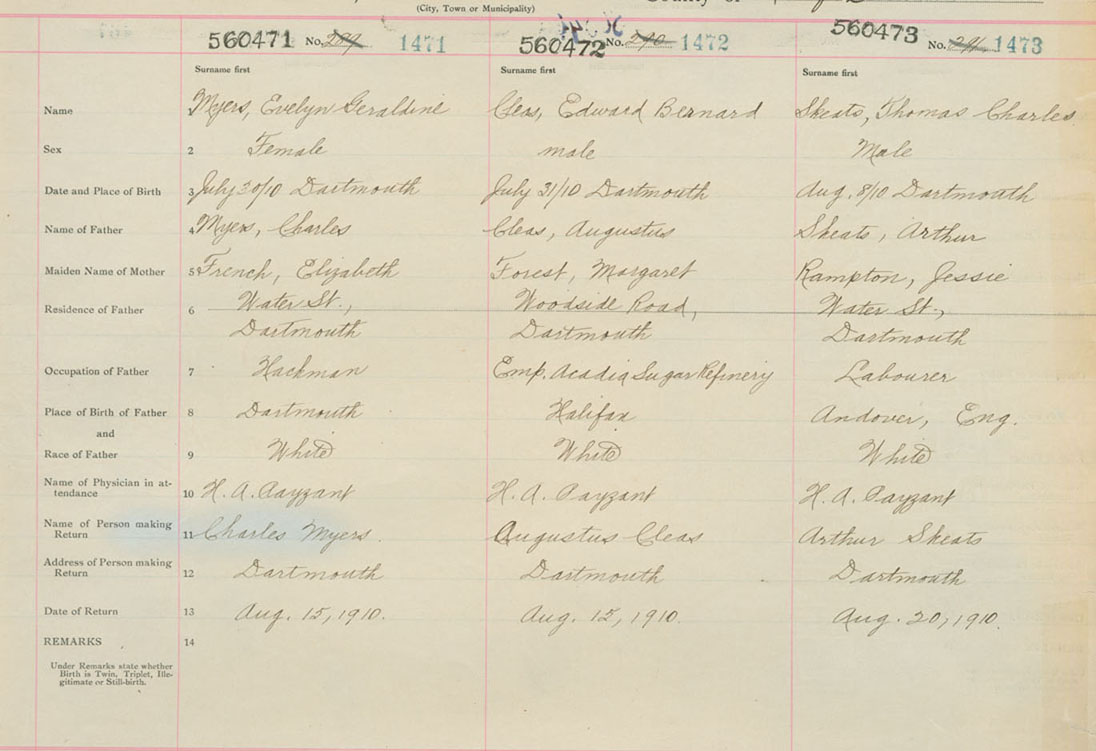 (City, Town or Municipality)
County of
560471 No. 1471
560472 No. 290 1472
560473 No. 291 1473
Surname first Surname first Surname first
Name Myers, Evelyn Geraldine Cleas, Edward Bernard Skeats, Thomas Charles.
Sex 2 Female male Male
Date and Place of Birth 3 July 30/10 Dartmouth July 31/10 Dartmouth Aug. 8/10 Dartmouth
Name of Father 4 Myers, Charles Cleas, Augustus Skeats, Arthur
Maiden Name of Mother 5 French, Elizabeth Forest, Margaret Rampton, Jessie
Residence of Father 6 Water St., Woodside Road, Water St.,
Dartmouth Dartmouth Dartmouth
Occupation of Father 7 Hackman Emp. Acadia Sugar Refinery Labourer
Place of Birth of Father 8 Dartmouth Halifax Andover, Eng.
and
Race of Father 9 White White White
Name of Physician in at-
tendance 10 H. A. Payzant H. A. Payzant H. A. Payzant
Name of Person making
Return 11 Charles Myers. Augustus Cleas Arthur Skeats
Address of Person making
Return 12 Dartmouth Dartmouth Dartmouth
Date of Return 13 Aug. 15, 1910. Aug. 15, 1910. Aug. 20, 1910.
REMARKS 14
Under Remarks state whether
Birth is Twin, Triplet, Ille-
gitimate or Still-birth.